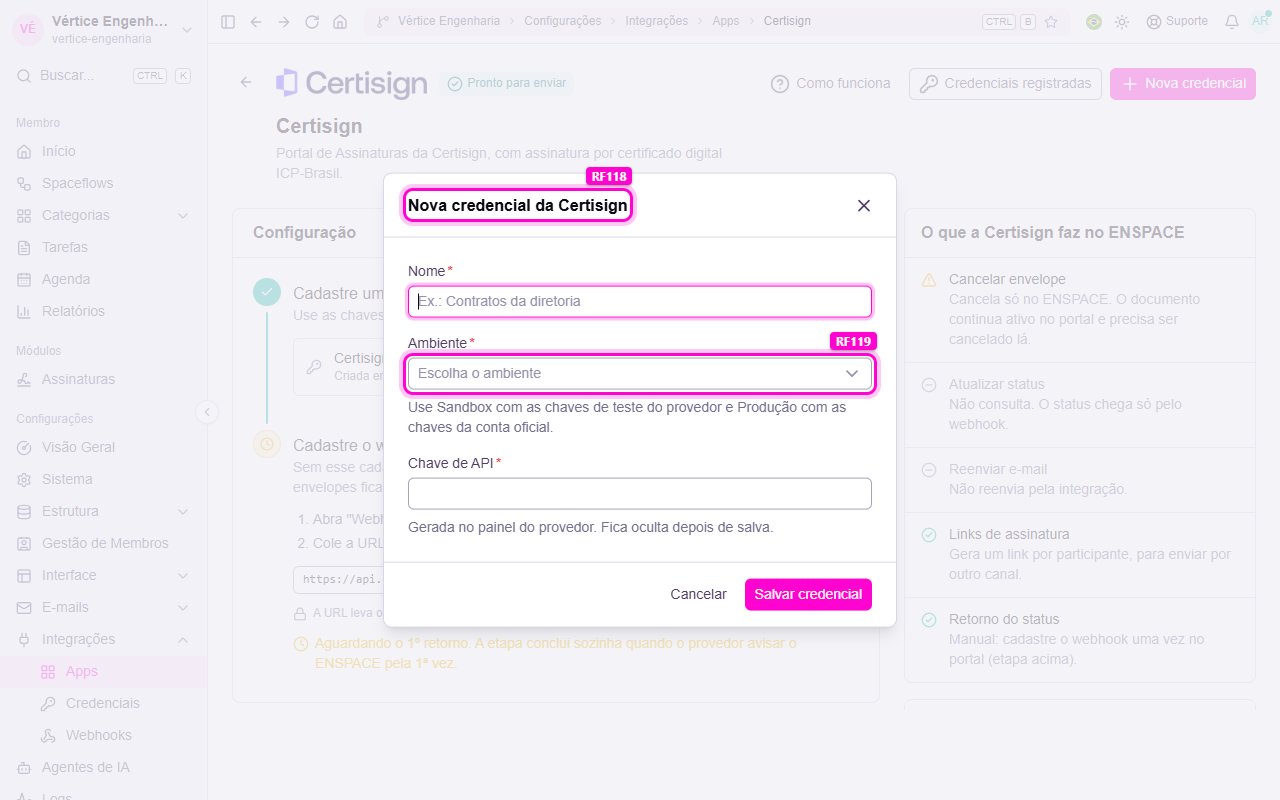 Vértice Engenh...
vertice-engenharia
VÉ
Buscar...
CTRL
K
Membro
Início
Spaceflows
Categorias
Tarefas
Agenda
Relatórios
Módulos
Assinaturas
Configurações
Visão Geral
Sistema
Estrutura
Gestão de Membros
Interface
E-mails
Integrações
Apps
Credenciais
Webhooks
Agentes de IA
Logs
Vértice Engenharia
Configurações
Integrações
Apps
Certisign
CTRL
B
Suporte
AR
Certisign
Pronto para enviar
Como funciona
Credenciais registradas
Nova credencial
Certisign
Portal de Assinaturas da Certisign, com assinatura por certificado digital
ICP-Brasil.
Configuração
Cadastre um
Use as chaves
Certisign
Criada em
Cadastre o w
Sem esse cada
envelopes fica
1. Abra "Webh
2. Cole a URL
https://api.
A URL leva o
Aguardando o 1º retorno. A etapa conclui sozinha quando o provedor avisar o
ENSPACE pela 1ª vez.
RF118
Nova credencial da Certisign
Nome*
Ex.: Contratos da diretoria
Ambiente*
RF119
Escolha o ambiente
Use Sandbox com as chaves de teste do provedor e Produção com as
chaves da conta oficial.
Chave de API*
Gerada no painel do provedor. Fica oculta depois de salva.
Cancelar
Salvar credencial
O que a Certisign faz no ENSPACE
Cancelar envelope
Cancela só no ENSPACE. O documento
continua ativo no portal e precisa ser
cancelado lá.
Atualizar status
Não consulta. O status chega só pelo
webhook.
Reenviar e-mail
Não reenvia pela integração.
Links de assinatura
Gera um link por participante, para enviar por
outro canal.
Retorno do status
Manual: cadastre o webhook uma vez no
portal (etapa acima).